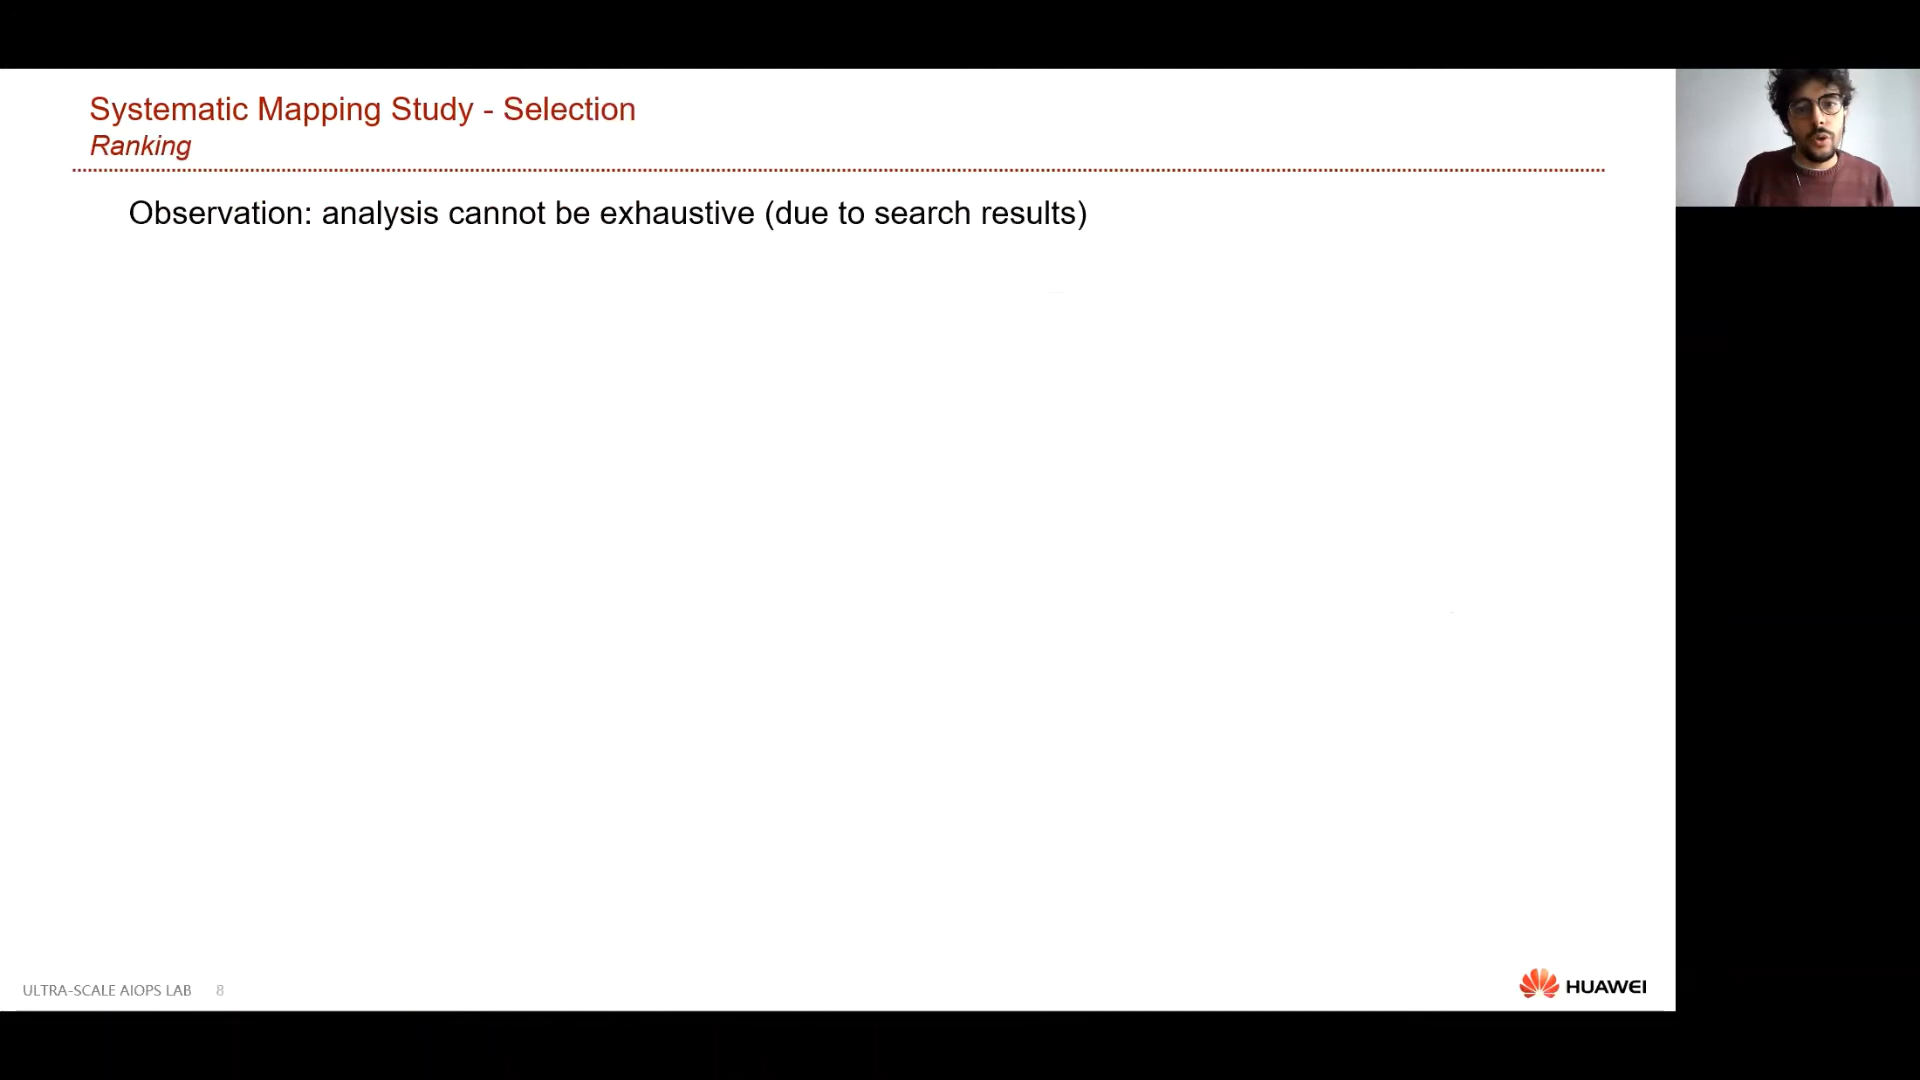 Systematic Mapping Study - Selection
Ranking
Observation: analysis cannot be exhaustive (due to search results)
ULTRA-SCALE AIOPS LAB 8
HUAWEI